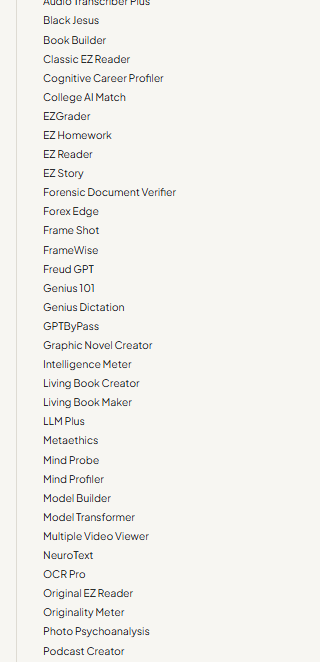 Audio Transcriber Plus
Black Jesus
Book Builder
Classic EZ Reader
Cognitive Career Profiler
College AI Match
EZGrader
EZ Homework
EZ Reader
EZ Story
Forensic Document Verifier
Forex Edge
Frame Shot
FrameWise
Freud GPT
Genius 101
Genius Dictation
GPTByPass
Graphic Novel Creator
Intelligence Meter
Living Book Creator
Living Book Maker
LLM Plus
Metaethics
Mind Probe
Mind Profiler
Model Builder
Model Transformer
Multiple Video Viewer
NeuroText
OCR Pro
Original EZ Reader
Originality Meter
Photo Psychoanalysis
Podcast Creator